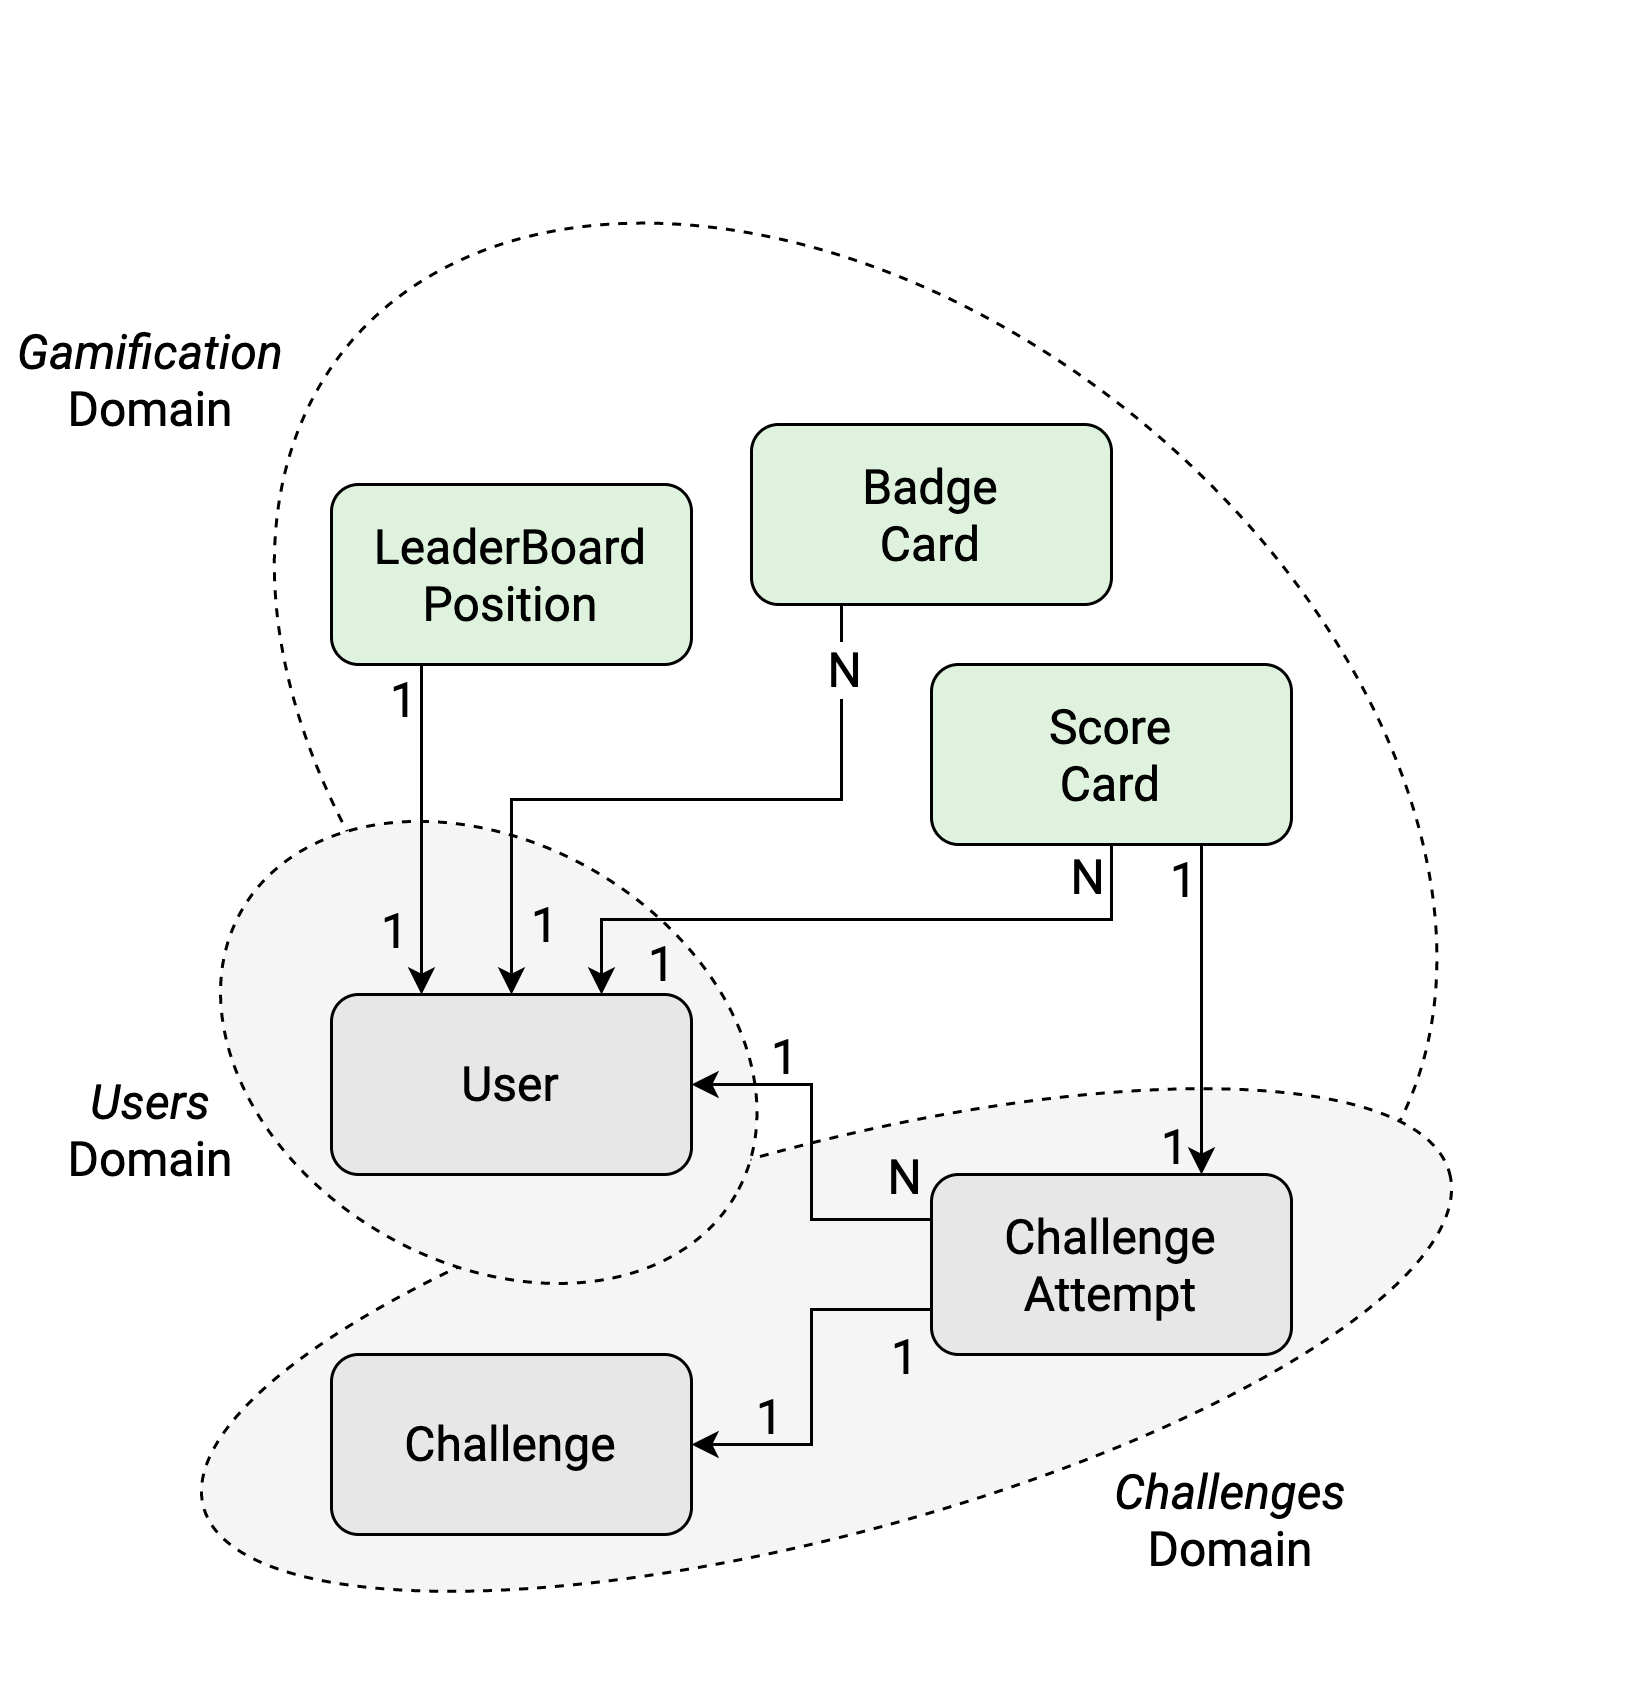 Gamification
Domain
Badge
Card
LeaderBoard
Position
N
1
Score
Card
N
1
1
1
1
User
1
Users
Domain
1
N
Challenge
Attempt
1
1
Challenge
Challenges
Domain